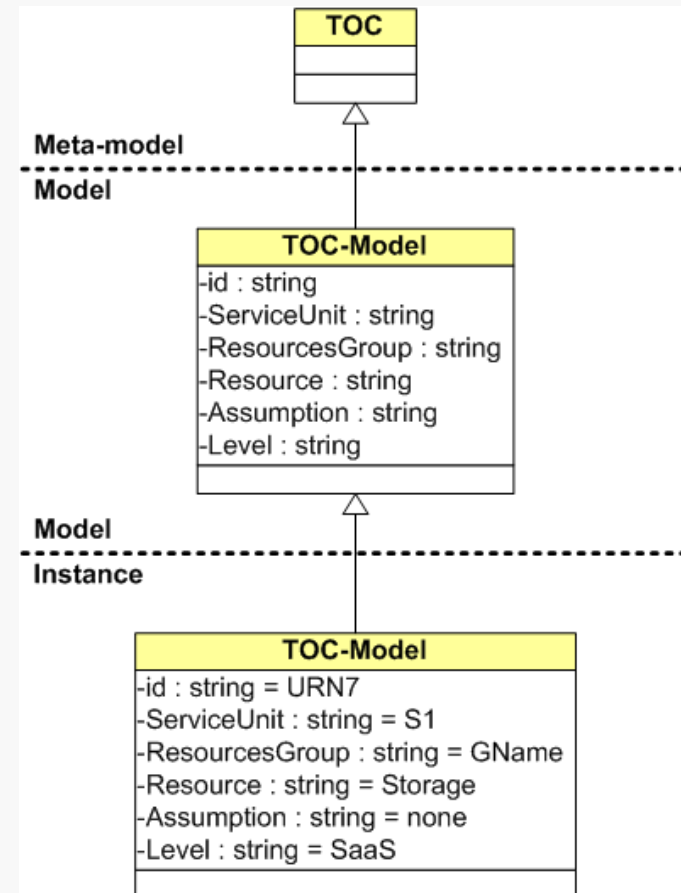 TOC
Meta-model
Model
TOC-Model
-id : string
-ServiceUnit : string
-ResourcesGroup : string
-Resource : string
-Assumption : string
-Level : string
Model
Instance
TOC-Model
-id : string = URN7
-ServiceUnit : string = S1
-ResourcesGroup : string = GName
-Resource : string = Storage
-Assumption : string = none
-Level : string = SaaS